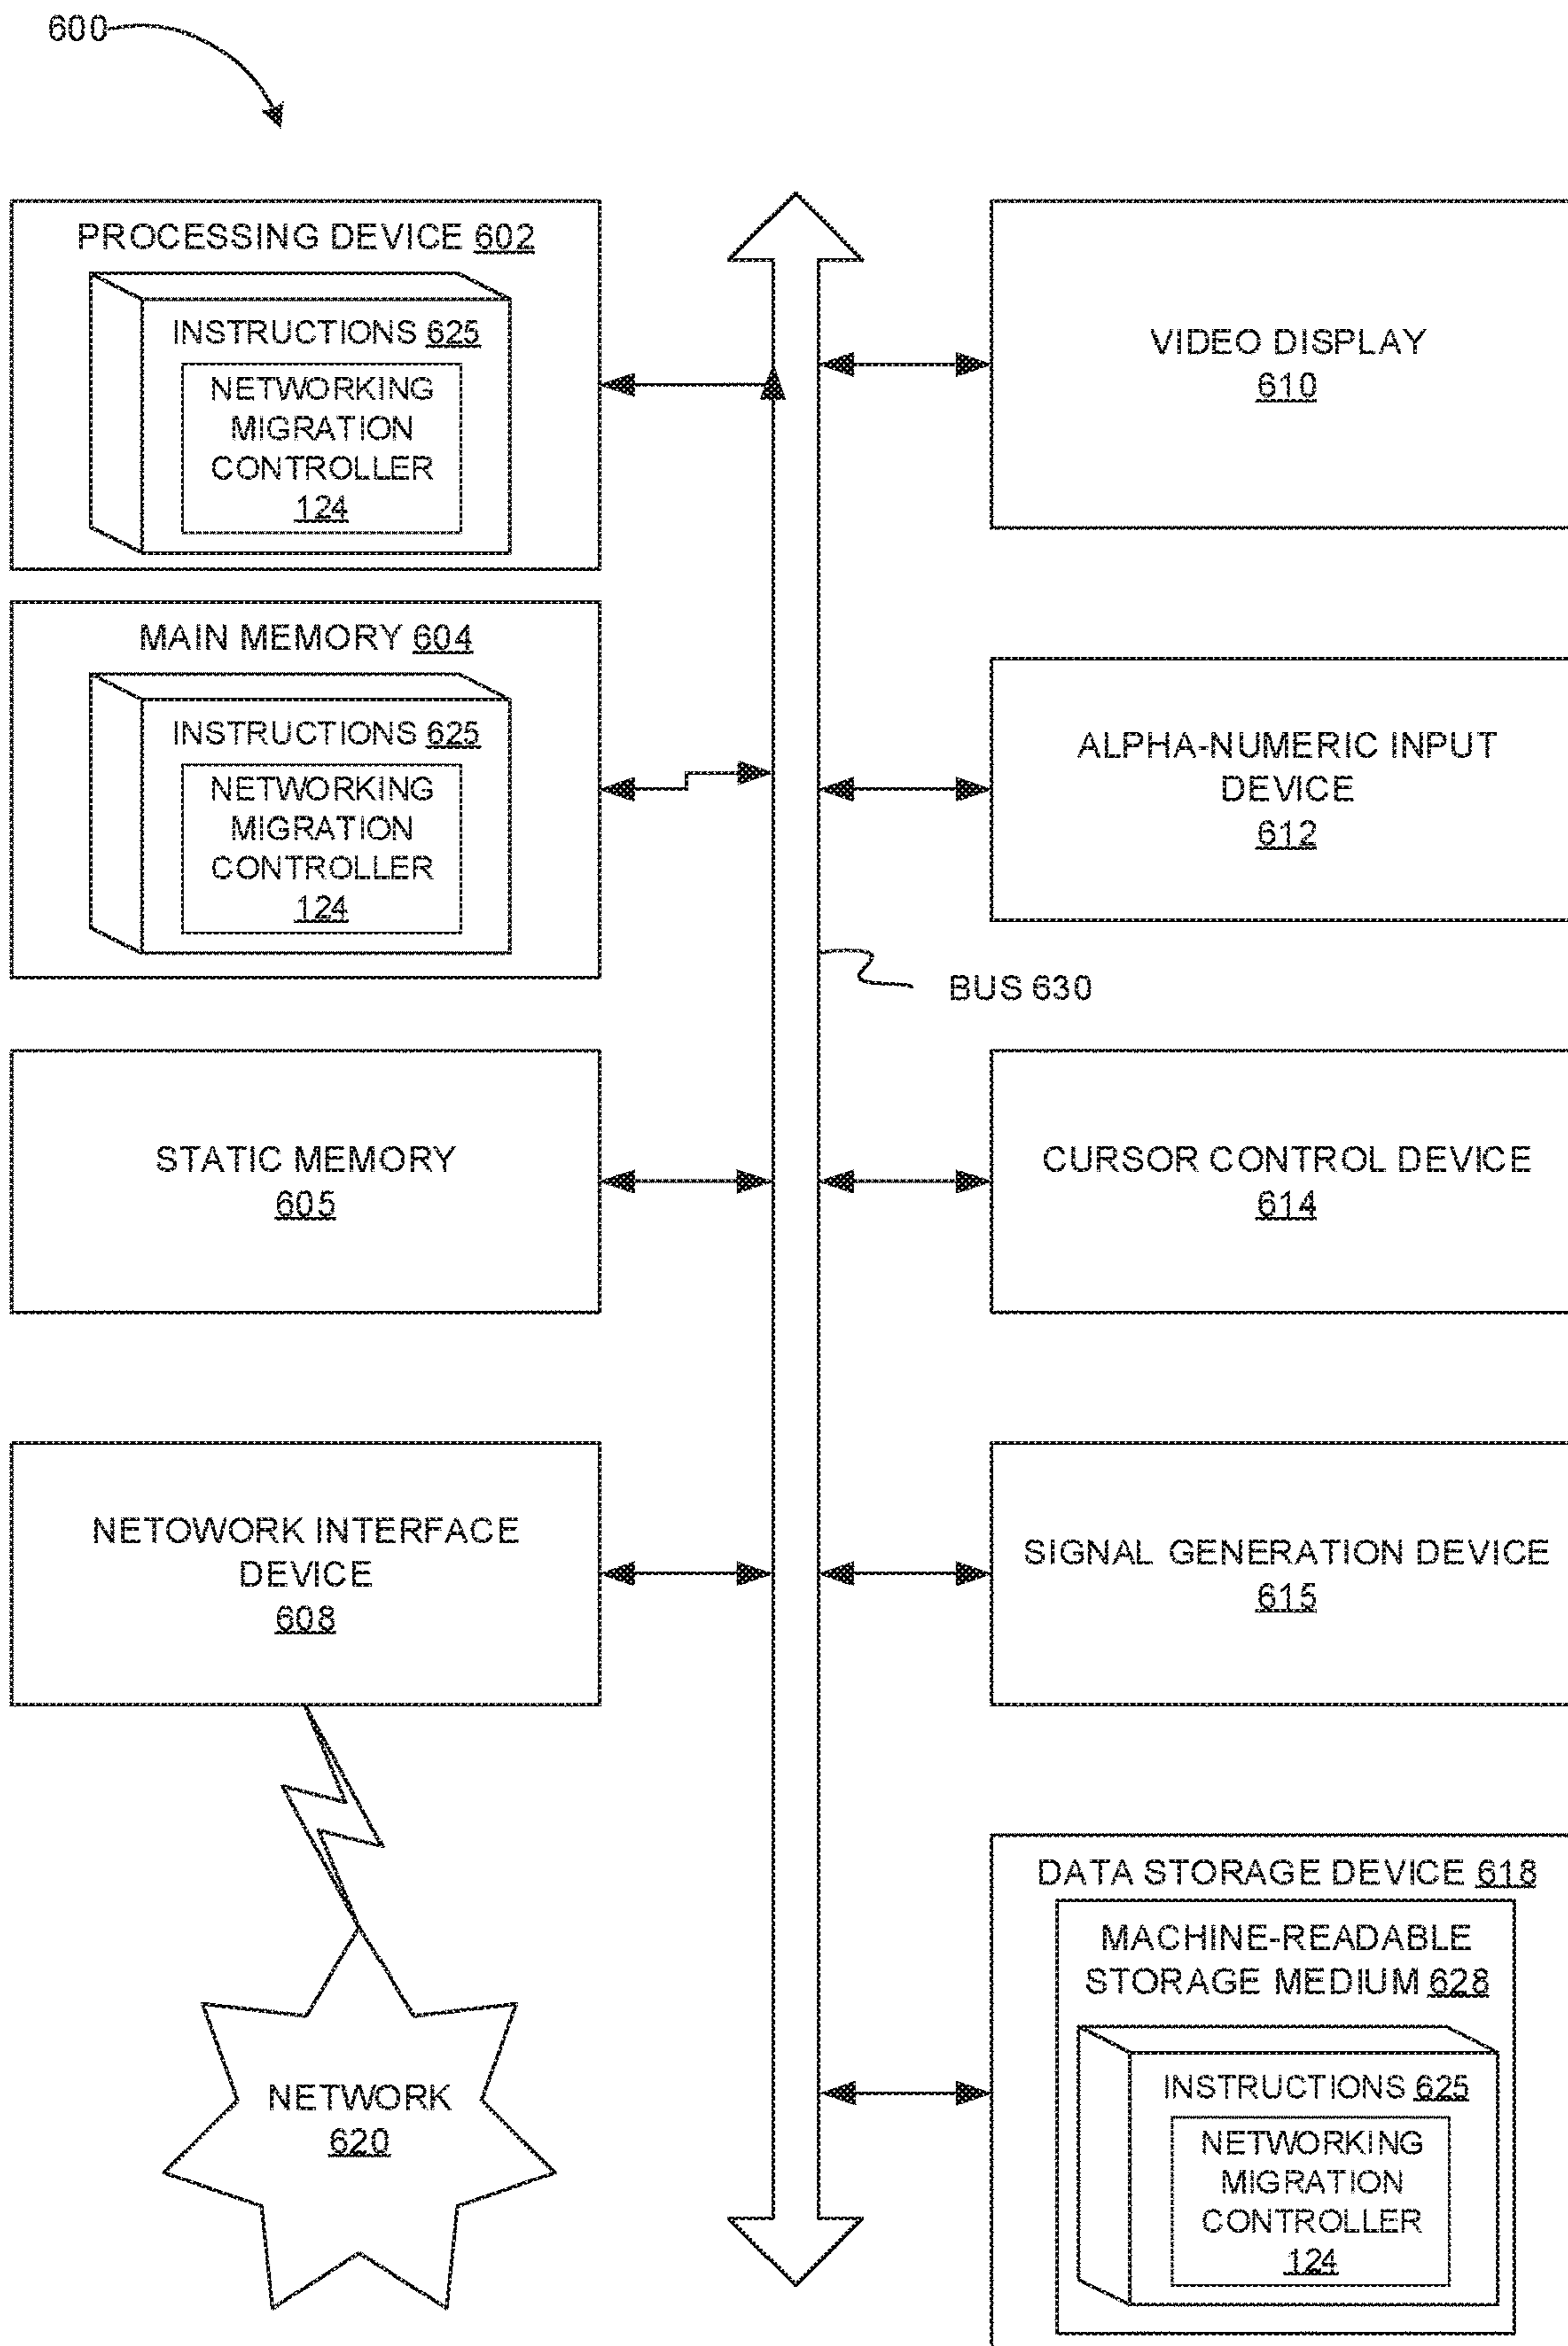 600
PROCESSING DEVICE 602
INSTRUCTIONS 625
NETWORKING
MIGRATION
CONTROLLER
124
MAIN MEMORY 604
INSTRUCTIONS 625
NETWORKING
MIGRATION
CONTROLLER
124
STATIC MEMORY
605
NETOWORK INTERFACE
DEVICE
608
NETWORK
620
BUS 630
VIDEO DISPLAY
610
ALPHA-NUMERIC INPUT
DEVICE
612
CURSOR CONTROL DEVICE
614
SIGNAL GENERATION DEVICE
615
DATA STORAGE DEVICE 618
MACHINE-READABLE
STORAGE MEDIUM 628
INSTRUCTIONS 625
NETWORKING
MIGRATION
CONTROLLER
124